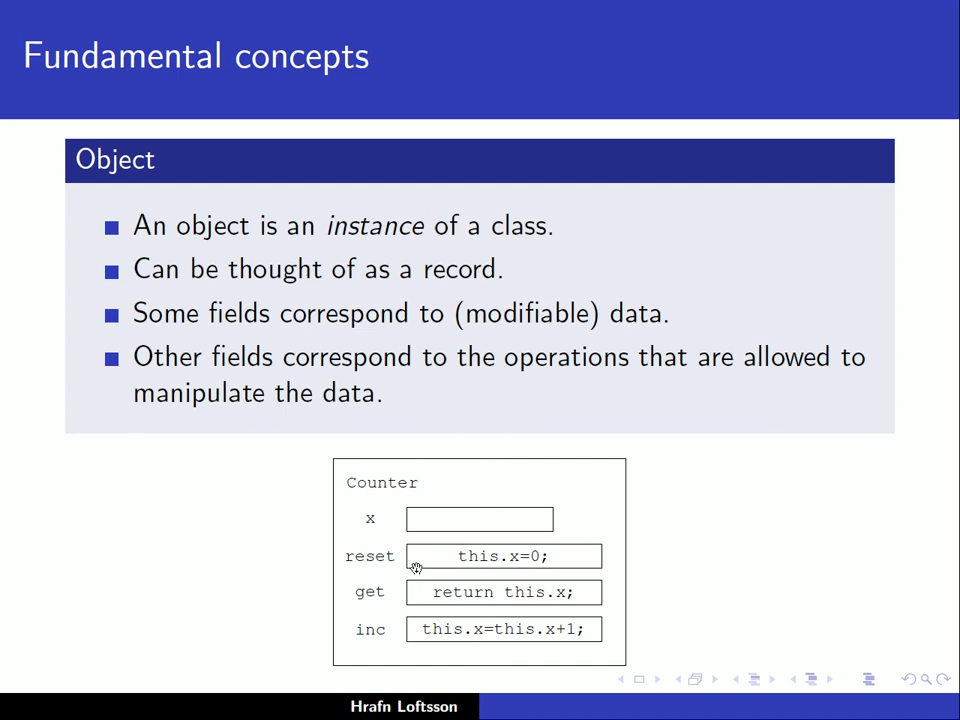 Fundamental concepts
Object
An object is an instance of a class.
Can be thought of as a record.
Some fields correspond to (modifiable) data.
Other fields correspond to the operations that are allowed to
manipulate the data.
Counter
x
reset this.x=0;
get return this.x;
inc this.x=this.x+1;
Hrafn Loftsson